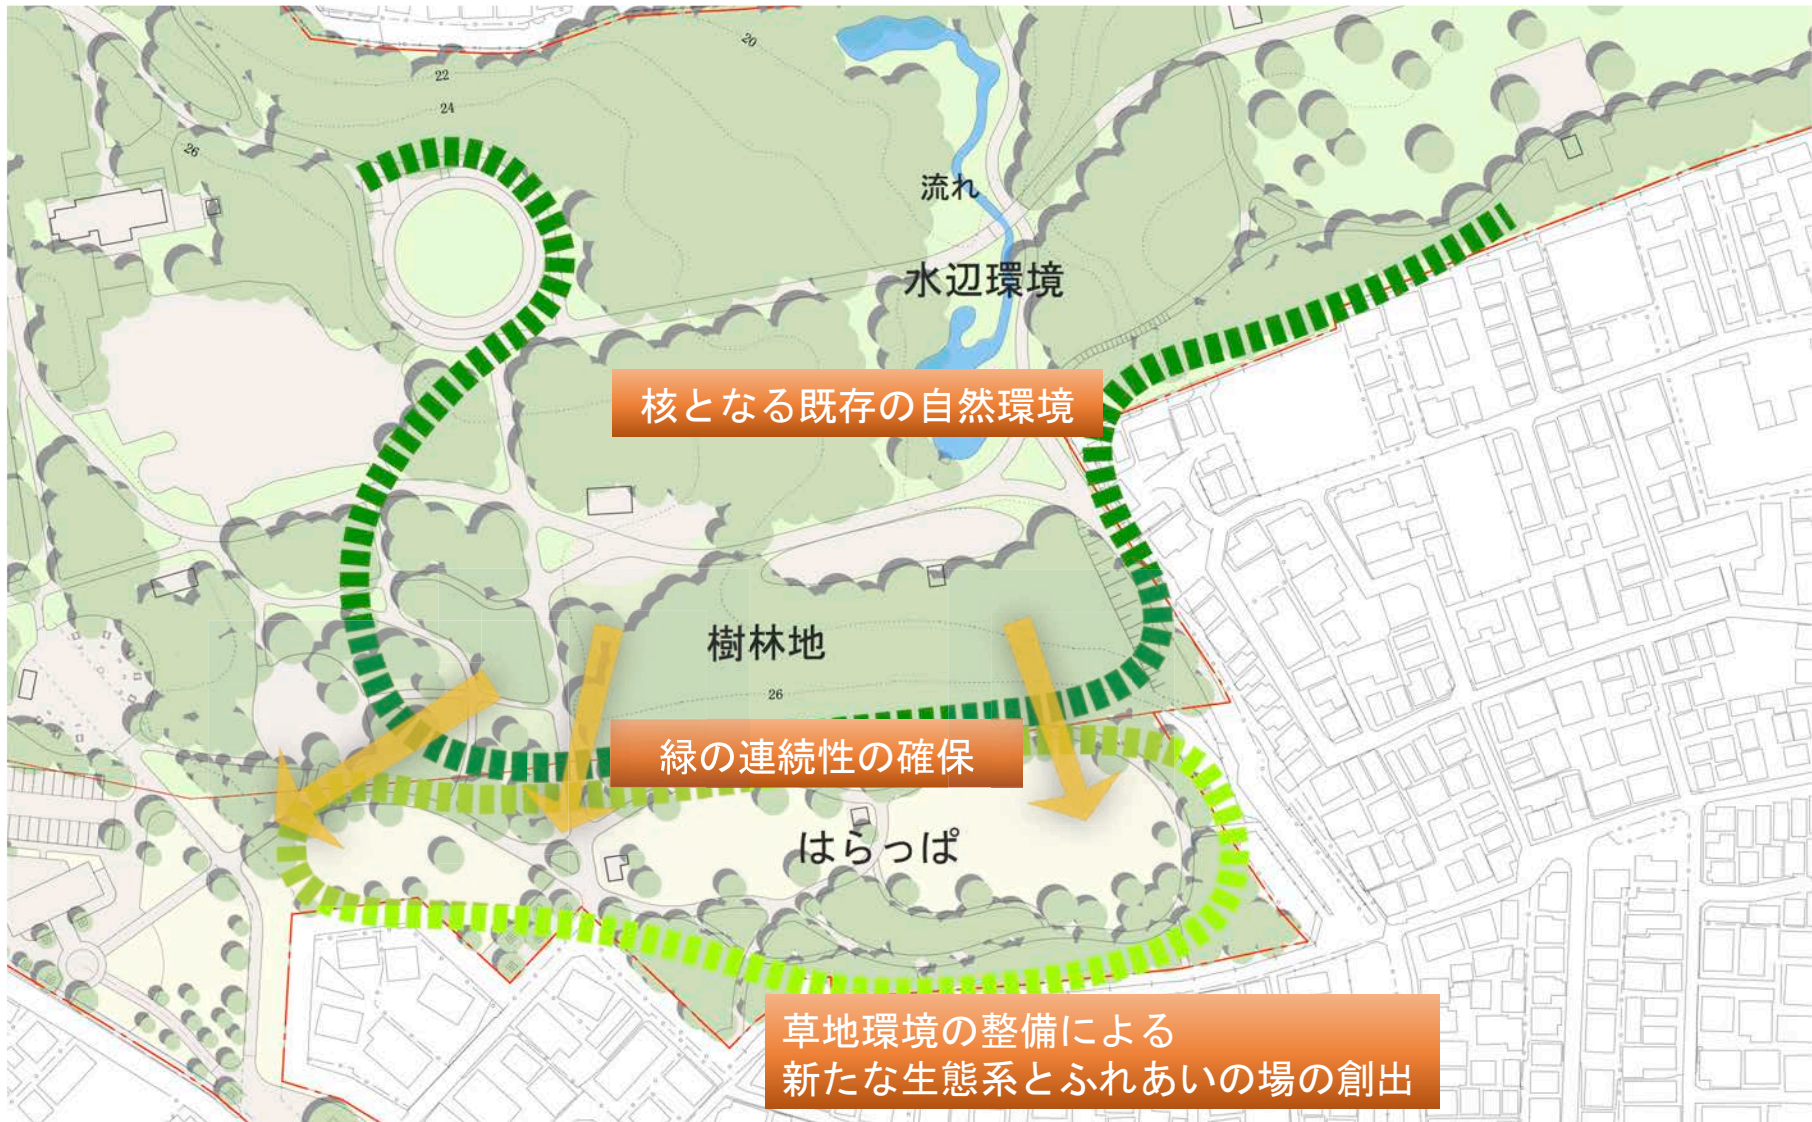 20
22
24
26
流れ
水辺環境
核となる既存の自然環境
樹林地
26
緑の連続性の確保
はらっぱ
草地環境の整備による
新たな生態系とふれあいの場の創出